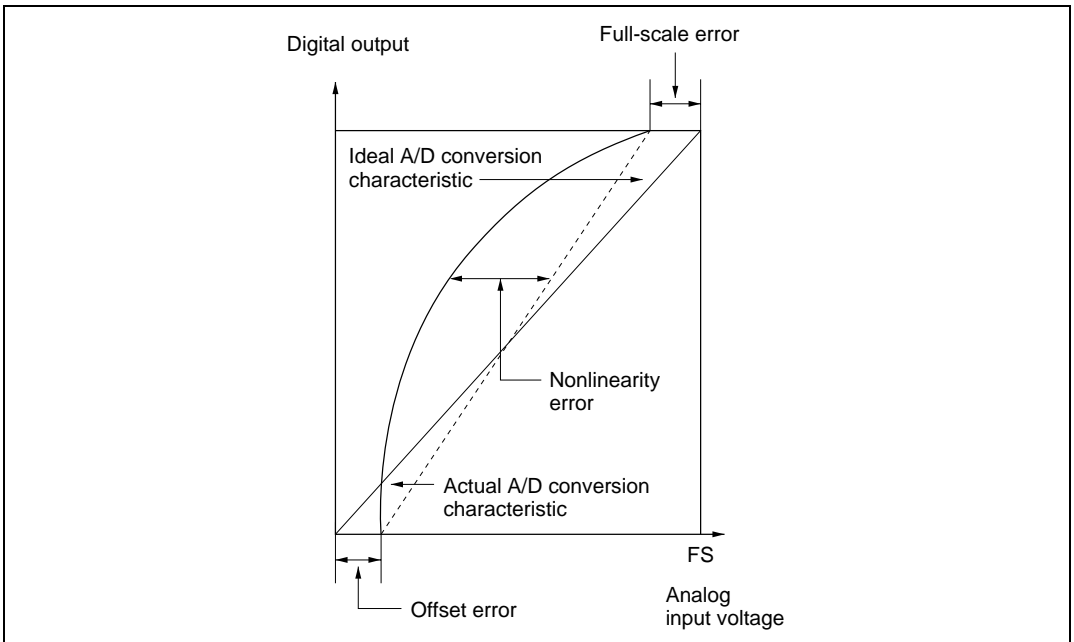 Full-scale error
Digital output
Ideal A/D conversion
characteristic
Nonlinearity
error
Actual A/D conversion
characteristic
FS
Offset error
Analog
input voltage